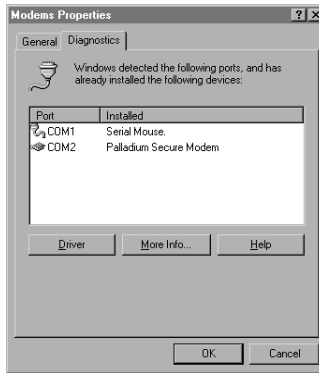 Modems Properties
General Diagnostics
Windows detected the following ports, and has
already installed the following devices:
Port Installed
COM1 Serial Mouse.
COM2 Palladium Secure Modem
Driver More Info... Help
OK Cancel